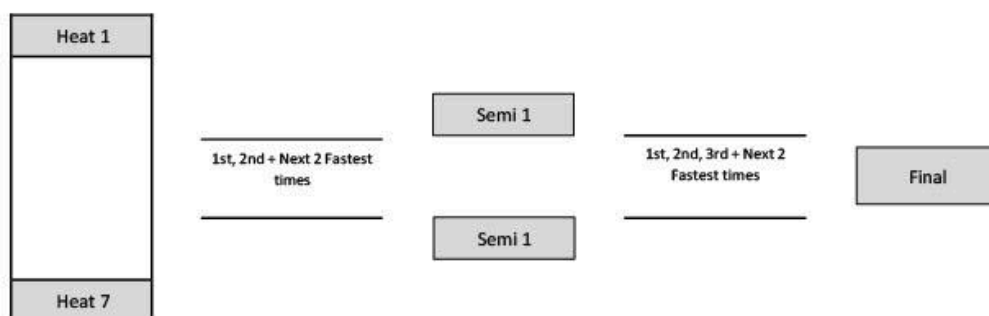 Heat 1
Heat 7
1st, 2nd + Next 2 Fastest
times
Semi 1
Semi 1
1st, 2nd, 3rd + Next 2
Fastest times
Final